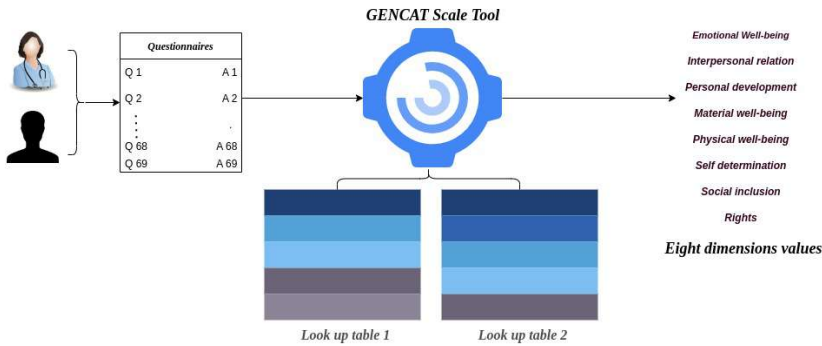 GENCAT Scale Tool
Questionnaires
Q 1 A 1
Q 2 A 2
Q 68 A 68
Q 69 A 69
Emotional Well-being
Interpersonal relation
Personal development
Material well-being
Physical well-being
Self determination
Social inclusion
Rights
Eight dimensions values
Look up table 1
Look up table 2